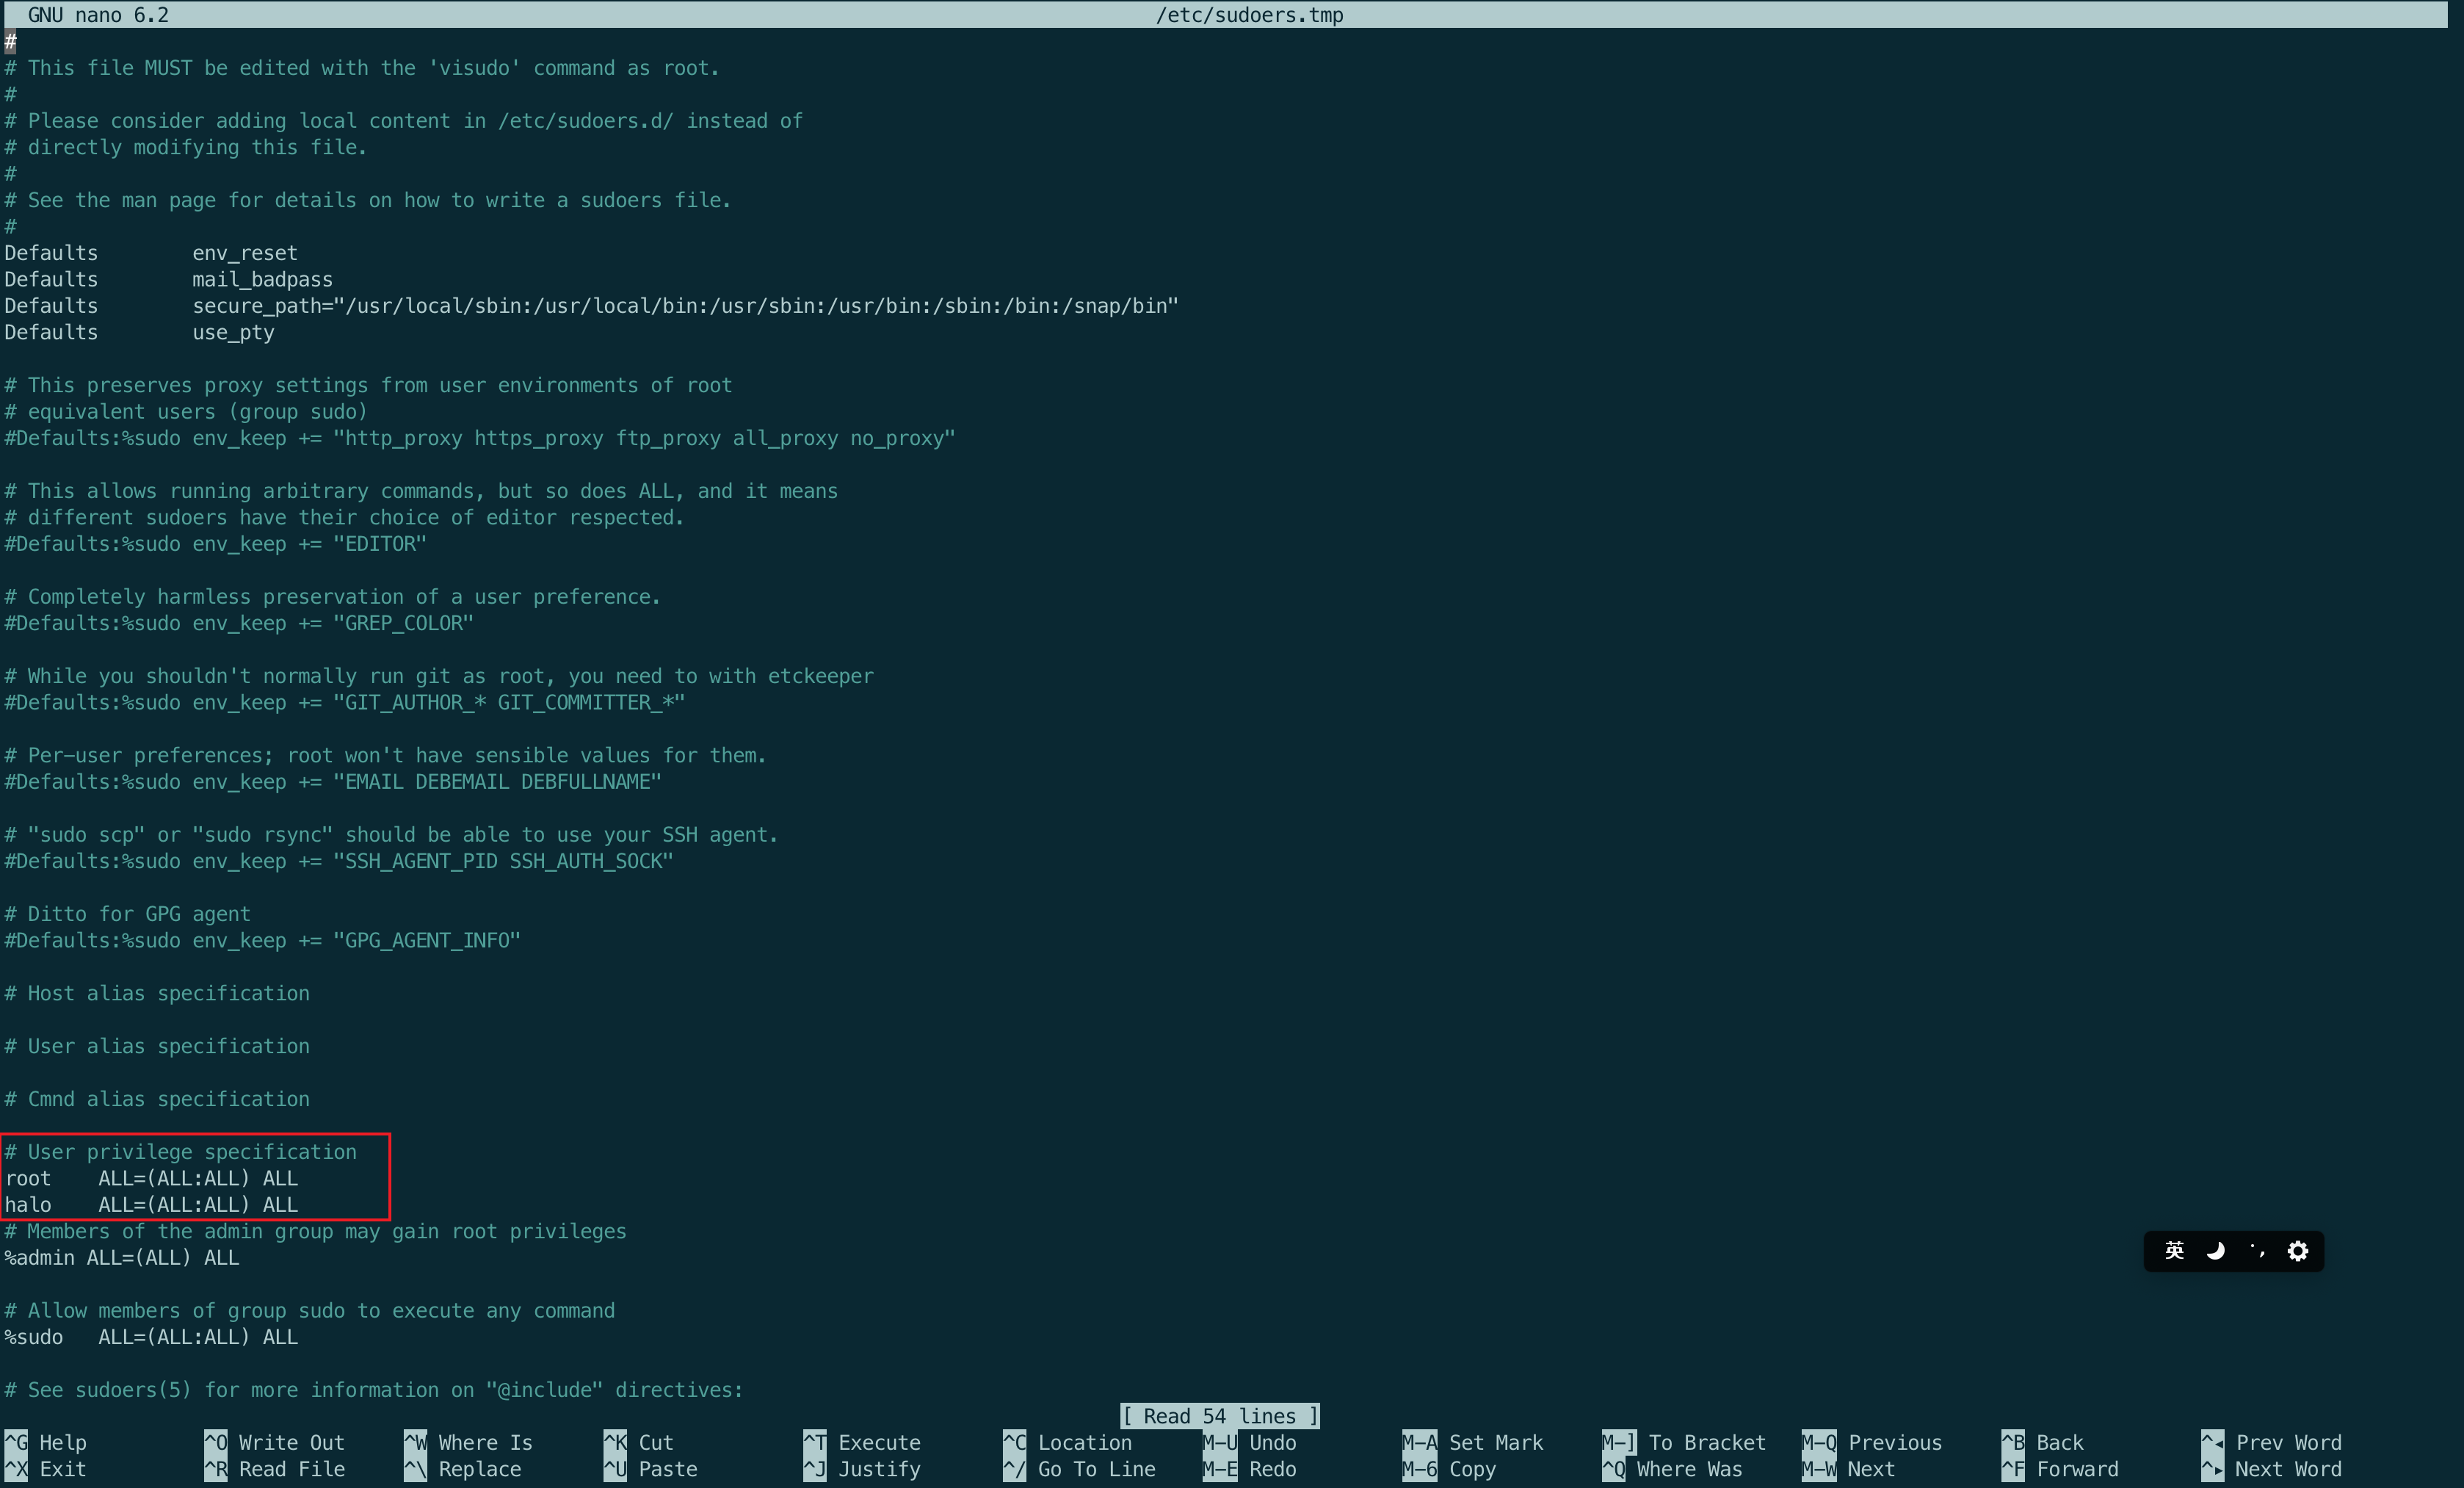 GNU nano 6.2 /etc/sudoers.tmp
#
# This file MUST be edited with the 'visudo' command as root.
#
# Please consider adding local content in /etc/sudoers.d/ instead of
# directly modifying this file.
#
# See the man page for details on how to write a sudoers file.
#
Defaults        env_reset
Defaults        mail_badpass
Defaults        secure_path="/usr/local/sbin:/usr/local/bin:/usr/sbin:/usr/bin:/sbin:/bin:/snap/bin"
Defaults        use_pty

# This preserves proxy settings from user environments of root
# equivalent users (group sudo)
#Defaults:%sudo env_keep += "http_proxy https_proxy ftp_proxy all_proxy no_proxy"

# This allows running arbitrary commands, but so does ALL, and it means
# different sudoers have their choice of editor respected.
#Defaults:%sudo env_keep += "EDITOR"

# Completely harmless preservation of a user preference.
#Defaults:%sudo env_keep += "GREP_COLOR"

# While you shouldn't normally run git as root, you need to with etckeeper
#Defaults:%sudo env_keep += "GIT_AUTHOR_* GIT_COMMITTER_*"

# Per-user preferences; root won't have sensible values for them.
#Defaults:%sudo env_keep += "EMAIL DEBEMAIL DEBFULLNAME"

# "sudo scp" or "sudo rsync" should be able to use your SSH agent.
#Defaults:%sudo env_keep += "SSH_AGENT_PID SSH_AUTH_SOCK"

# Ditto for GPG agent
#Defaults:%sudo env_keep += "GPG_AGENT_INFO"

# Host alias specification

# User alias specification

# Cmnd alias specification

# User privilege specification
root    ALL=(ALL:ALL) ALL
halo    ALL=(ALL:ALL) ALL
# Members of the admin group may gain root privileges
%admin ALL=(ALL) ALL
英

# Allow members of group sudo to execute any command
%sudo   ALL=(ALL:ALL) ALL

# See sudoers(5) for more information on "@include" directives:
[ Read 54 lines ]
^G Help ^O Write Out ^W Where Is ^K Cut ^T Execute ^C Location M-U Undo M-A Set Mark M-] To Bracket M-Q Previous ^B Back ^◂ Prev Word
^X Exit ^R Read File ^\ Replace ^U Paste ^J Justify ^/ Go To Line M-E Redo M-6 Copy ^Q Where Was M-W Next ^F Forward ^▸ Next Word